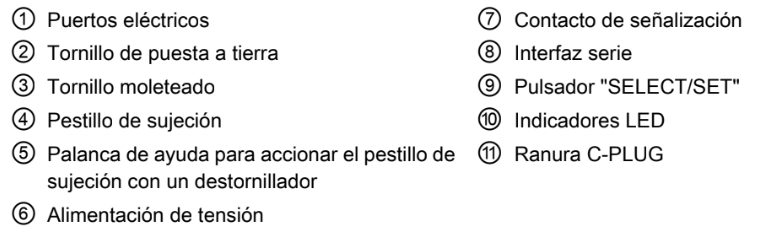 ① Puertos eléctricos
② Tornillo de puesta a tierra
③ Tornillo moleteado
④ Pestillo de sujeción
⑤ Palanca de ayuda para accionar el pestillo de
sujeción con un destornillador
⑥ Alimentación de tensión
⑦ Contacto de señalización
⑧ Interfaz serie
⑨ Pulsador "SELECT/SET"
⑩ Indicadores LED
⑪ Ranura C-PLUG